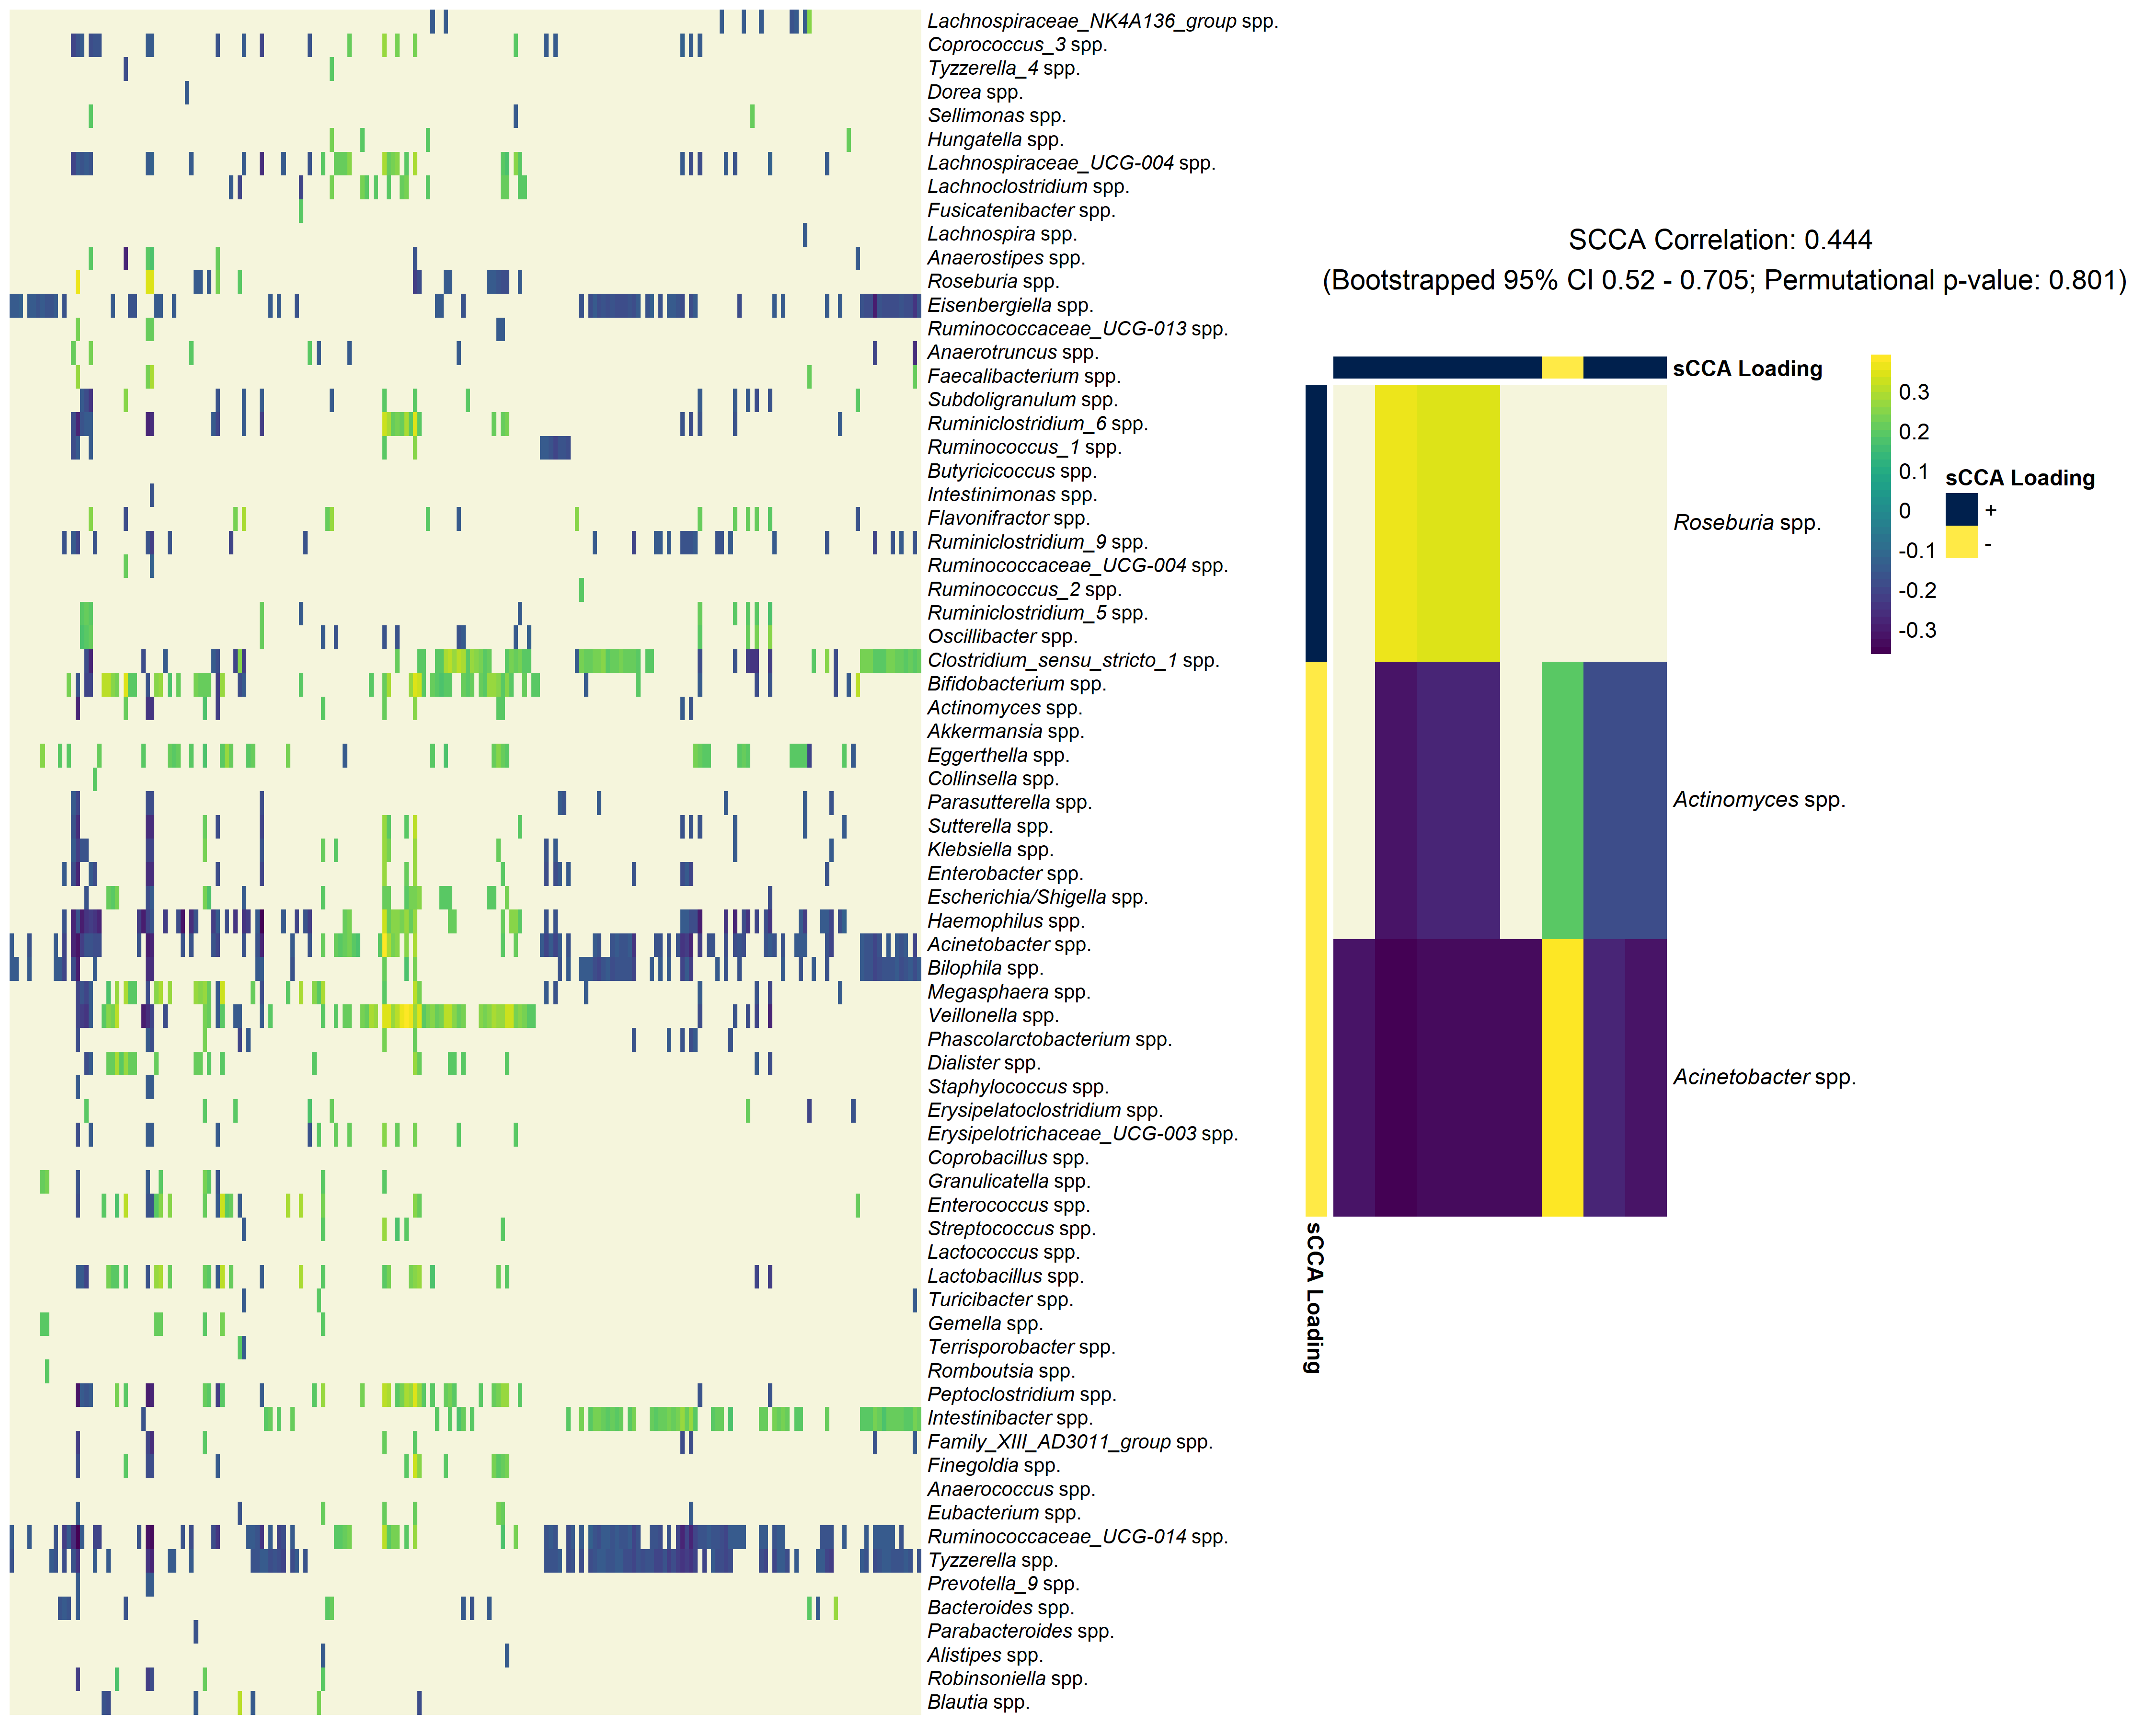 Lachnospiraceae_NK4A136_group spp.
Coprococcus_3 spp.
Tyzzerella_4 spp.
Dorea spp.
Sellimonas spp.
Hungatella spp.
Lachnospiraceae_UCG-004 spp.
Lachnoclostridium spp.
Fusicatenibacter spp.
Lachnospira spp.
Anaerostipes spp.
Roseburia spp.
Eisenbergiella spp.
Ruminococcaceae_UCG-013 spp.
Anaerotruncus spp.
Faecalibacterium spp.
Subdoligranulum spp.
Ruminiclostridium_6 spp.
Ruminococcus_1 spp.
Butyricicoccus spp.
Intestinimonas spp.
Flavonifractor spp.
Ruminiclostridium_9 spp.
Ruminococcaceae_UCG-004 spp.
Ruminococcus_2 spp.
Ruminiclostridium_5 spp.
Oscillibacter spp.
Clostridium_sensu_stricto_1 spp.
Bifidobacterium spp.
Actinomyces spp.
Akkermansia spp.
Eggerthella spp.
Collinsella spp.
Parasutterella spp.
Sutterella spp.
Klebsiella spp.
Enterobacter spp.
Escherichia/Shigella spp.
Haemophilus spp.
Acinetobacter spp.
Bilophila spp.
Megasphaera spp.
Veillonella spp.
Phascolarctobacterium spp.
Dialister spp.
Staphylococcus spp.
Erysipelatoclostridium spp.
Erysipelotrichaceae_UCG-003 spp.
Coprobacillus spp.
Granulicatella spp.
Enterococcus spp.
Streptococcus spp.
Lactococcus spp.
Lactobacillus spp.
Turicibacter spp.
Gemella spp.
Terrisporobacter spp.
Romboutsia spp.
Peptoclostridium spp.
Intestinibacter spp.
Family_XIII_AD3011_group spp.
Finegoldia spp.
Anaerococcus spp.
Eubacterium spp.
Ruminococcaceae_UCG-014 spp.
Tyzzerella spp.
Prevotella_9 spp.
Bacteroides spp.
Parabacteroides spp.
Alistipes spp.
Robinsoniella spp.
Blautia spp.
SCCA Correlation: 0.444
(Bootstrapped 95% CI 0.52 - 0.705; Permutational p-value: 0.801)
sCCA Loading
Roseburia spp.
Actinomyces spp.
Acinetobacter spp.
sCCA Loading
0.3
0.2
0.1
0
-0.1
-0.2
-0.3
sCCA Loading
+
-